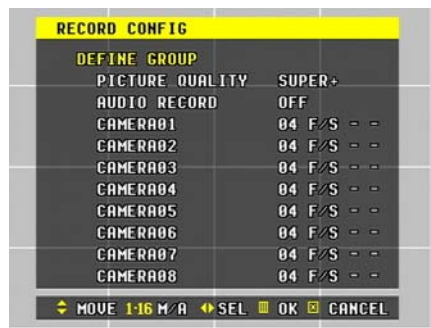 RECORD CONFIG
DEFINE GROUP
PICTURE QUALITY SUPER+
AUDIO RECORD OFF
CAMERA01 04 F/S - -
CAMERA02 04 F/S - -
CAMERA03 04 F/S - -
CAMERA04 04 F/S - -
CAMERA05 04 F/S - -
CAMERA06 04 F/S - -
CAMERA07 04 F/S - -
CAMERA08 04 F/S - -
MOVE 1-16 M/A SEL OK CANCEL